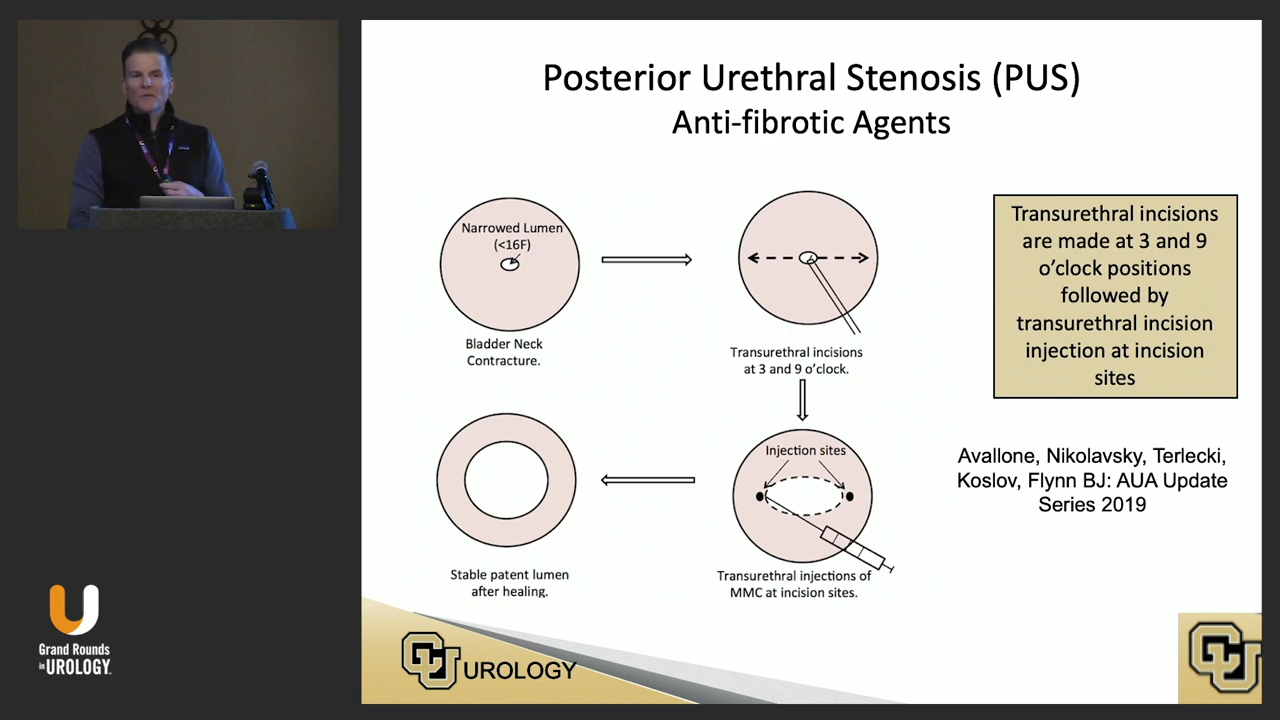 Posterior Urethral Stenosis (PUS)
Anti-fibrotic Agents
Narrowed Lumen
(<16F)
Bladder Neck
Contracture.
Transurethral incisions
at 3 and 9 o’clock.
Injection sites
Transurethral injections of
MMC at incision sites.
Stable patent lumen
after healing.
Transurethral incisions
are made at 3 and 9
o’clock positions
followed by
transurethral incision
injection at incision
sites
Avallone, Nikolavsky, Terlecki,
Koslov, Flynn BJ: AUA Update
Series 2019
Grand Rounds
in UROLOGY
CU UROLOGY
CU